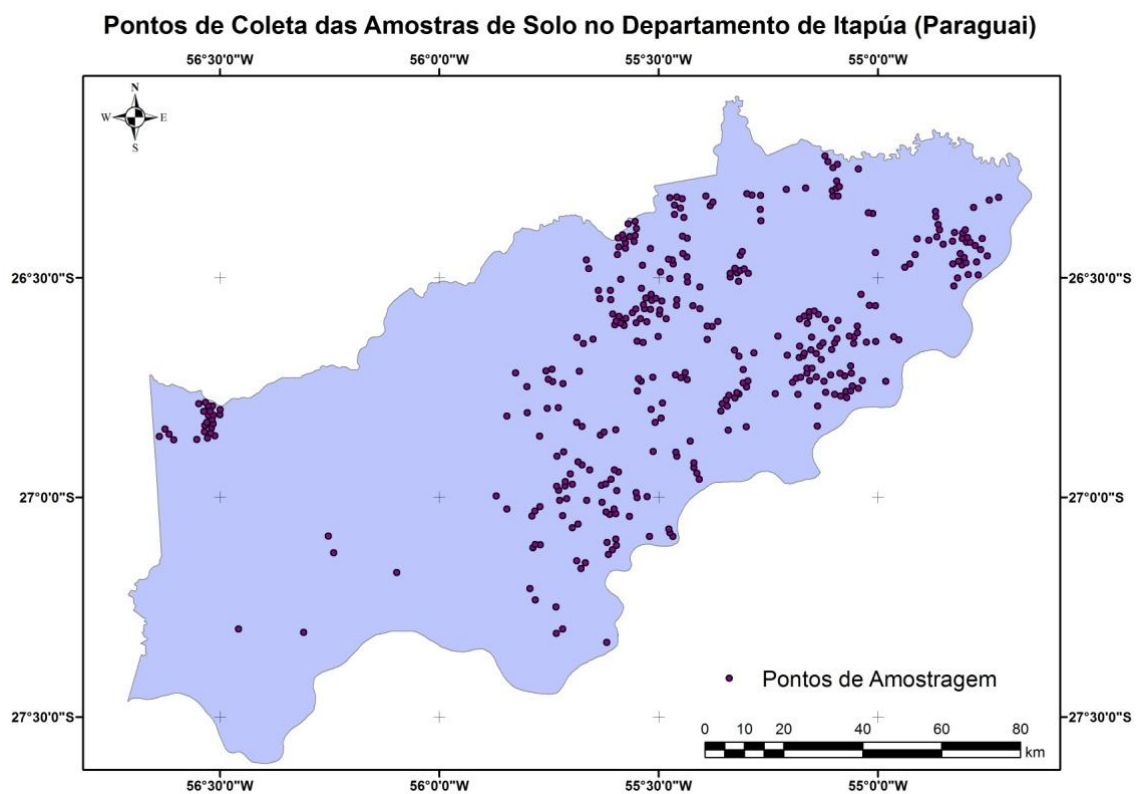 Pontos de Coleta das Amostras de Solo no Departamento de Itapúa (Paraguai)
56°30'0"W 56°0'0"W 55°30'0"W 55°0'0"W
N
W E
S
26°30'0"S 26°30'0"S
27°0'0"S 27°0'0"S
Pontos de Amostragem
27°30'0"S 27°30'0"S
0 10 20 40 60 80
km
56°30'0"W 56°0'0"W 55°30'0"W 55°0'0"W